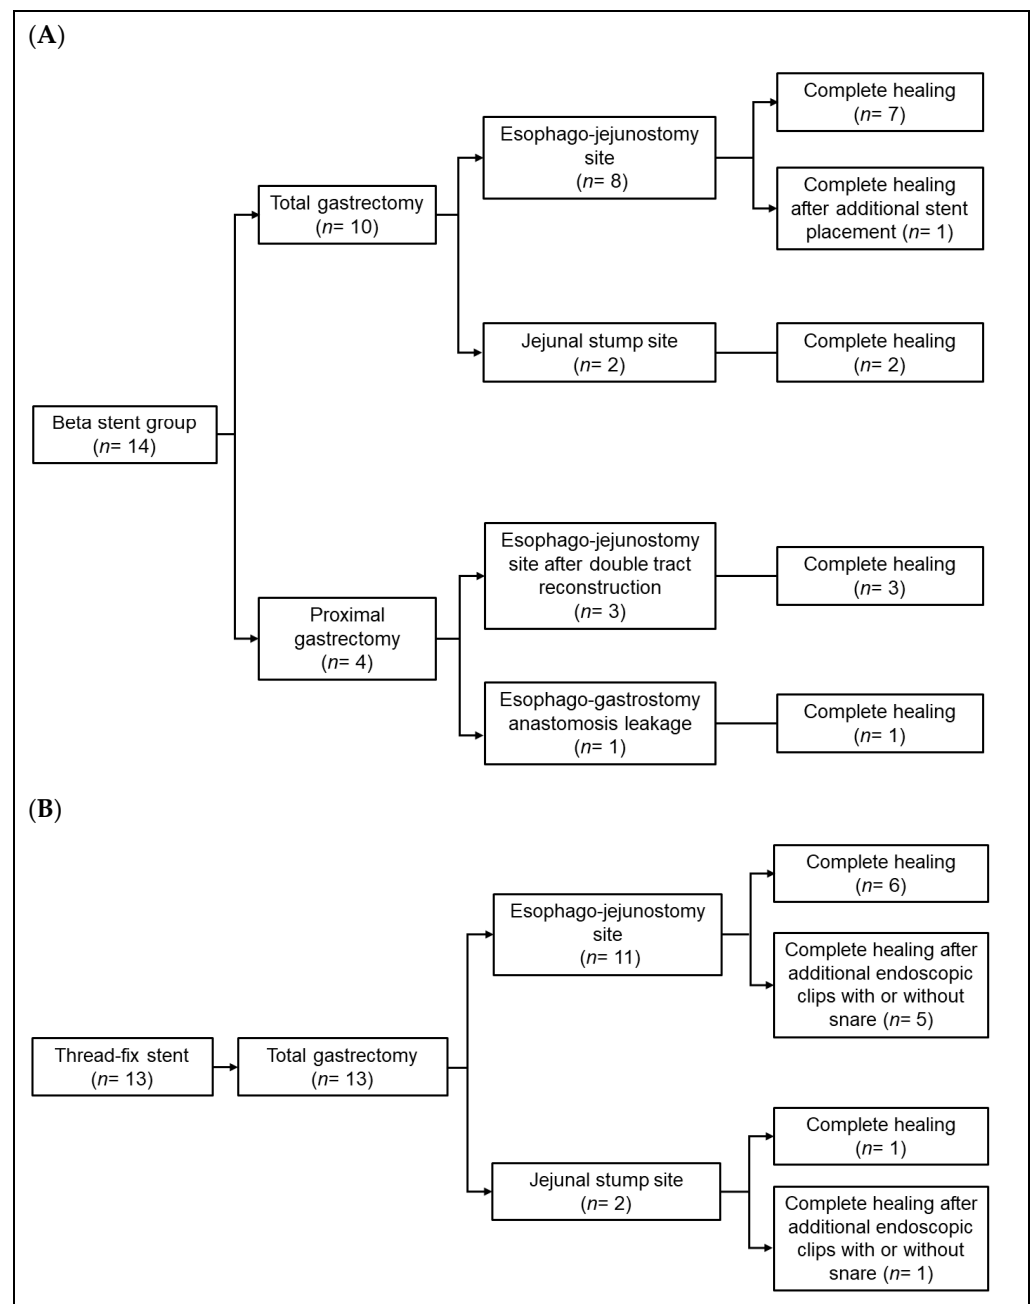 (A)
Complete healing
(n= 7)
Esophago-jejunostomy
site
(n= 8)
Complete healing
after additional stent
placement (n= 1)
Total gastrectomy
(n= 10)
Jejunal stump site
(n= 2)
Complete healing
(n= 2)
Beta stent group
(n= 14)
Esophago-jejunostomy
site after double tract
reconstruction
(n= 3)
Complete healing
(n= 3)
Proximal
gastrectomy
(n= 4)
Esophago-gastrostomy
anastomosis leakage
(n= 1)
Complete healing
(n= 1)
(B)
Complete healing
(n= 6)
Esophago-jejunostomy
site
(n= 11)
Complete healing after
additional endoscopic
clips with or without
snare (n= 5)
Thread-fix stent
(n= 13)
Total gastrectomy
(n= 13)
Complete healing
(n= 1)
Jejunal stump site
(n= 2)
Complete healing after
additional endoscopic
clips with or without
snare (n= 1)